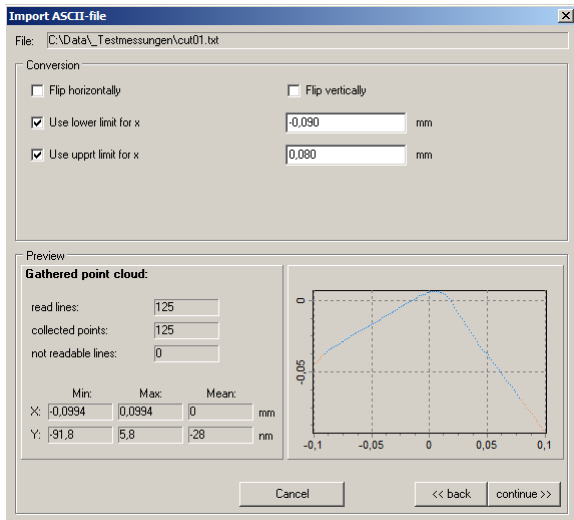 Import ASCII-file
File: C:\Data\_Testmessungen\cut01.txt
Conversion
Flip horizontally Flip vertically
Use lower limit for x -0,090 mm
Use upprt limit for x 0,080 mm
Preview
Gathered point cloud:
read lines: 125
collected points: 125
not readable lines: 0
Min: Max: Mean:
X: -0,0994 0,0994 0 mm
Y: -91,8 5,8 -28 nm
0
-0,05
-0,1 -0,05 0 0,05 0,1
Cancel << back continue >>